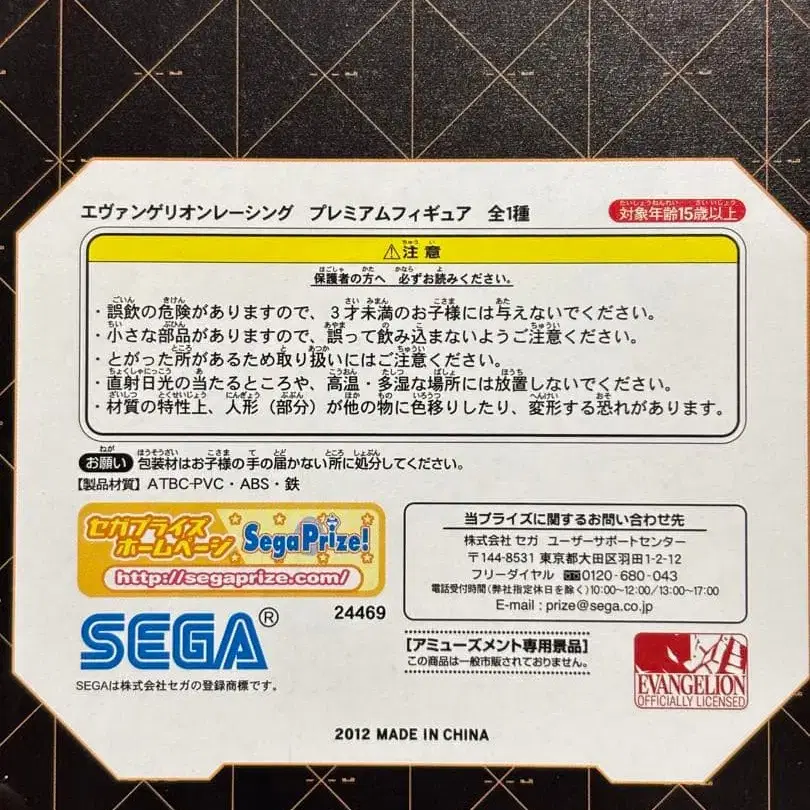 エヴァンゲリオンレーシング プレミアムフィギュア 全1種
対象年齢15歳以上
⚠注意
保護者の方へ 必ずお読みください。
・誤飲の危険がありますので、3才未満のお子様には与えないでください。
・小さな部品がありますので、誤って飲み込まないようご注意ください。
・とがった所があるため取り扱いにはご注意ください。
・直射日光の当たるところや、高温・多湿な場所には放置しないでください。
・材質の特性上、人形(部分)が他の物に色移りしたり、変形する恐れがあります。
お願い 包装材はお子様の手の届かない所に処分してください。
【製品材質】ATBC-PVC・ABS・鉄
セガプライズ
ホームページ
SegaPrize!
http://segaprize.com/
24469
SEGA®
SEGAは株式会社セガの登録商標です。
当プライズに関するお問い合わせ先
株式会社 セガ ユーザーサポートセンター
〒144-8531 東京都大田区羽田1-2-12
フリーダイヤル 0120-680-043
電話受付時間(弊社指定休日を除く)10:00~12:00/13:00~17:00
E-mail : prize@sega.co.jp
[アミューズメント専用景品]
この商品は一般市販されておりません。
EVANGELION
OFFICIALLY LICENSED
2012 MADE IN CHINA